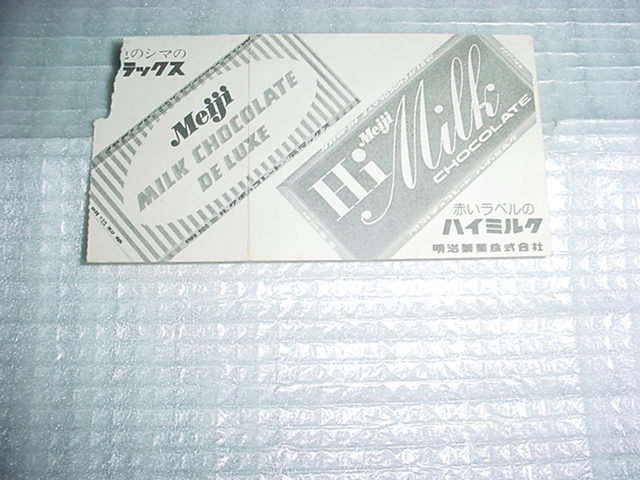 のシマの
ラックス
Meiji
MILK CHOCOLATE
DE LUXE
Meiji
Hi Milk
CHOCOLATE
赤いラベルの
ハイミルク
明治製菓株式会社